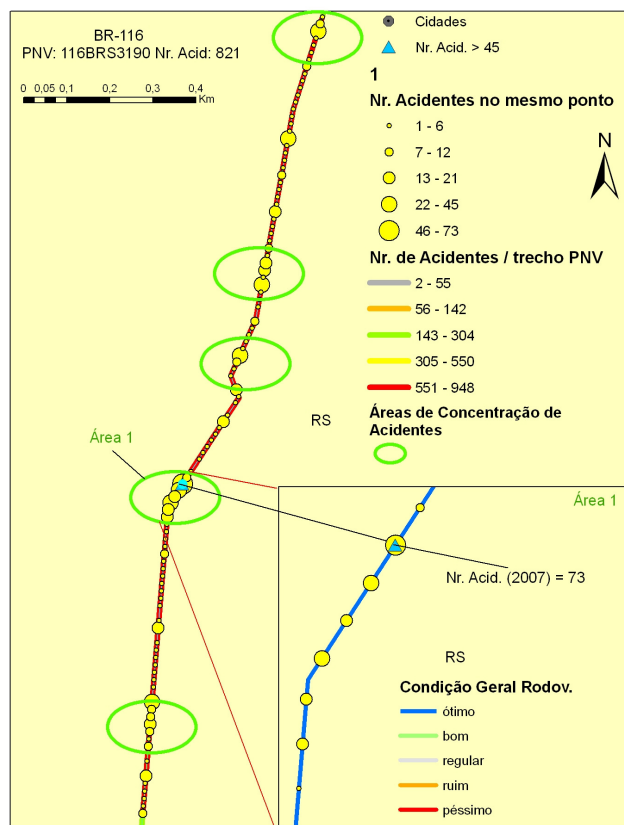 BR-116
PNV: 116BRS3190 Nr. Acid: 821
0 0,05 0,1 0,2 0,3 0,4
Km
Cidades
Nr. Acid. > 45
1
Nr. Acidentes no mesmo ponto
1 - 6
7 - 12
13 - 21
22 - 45
46 - 73
N
Nr. de Acidentes / trecho PNV
2 - 55
56 - 142
143 - 304
305 - 550
551 - 948
Áreas de Concentração de
Acidentes
RS
Área 1
Área 1
Nr. Acid. (2007) = 73
RS
Condição Geral Rodov.
ótimo
bom
regular
ruim
péssimo